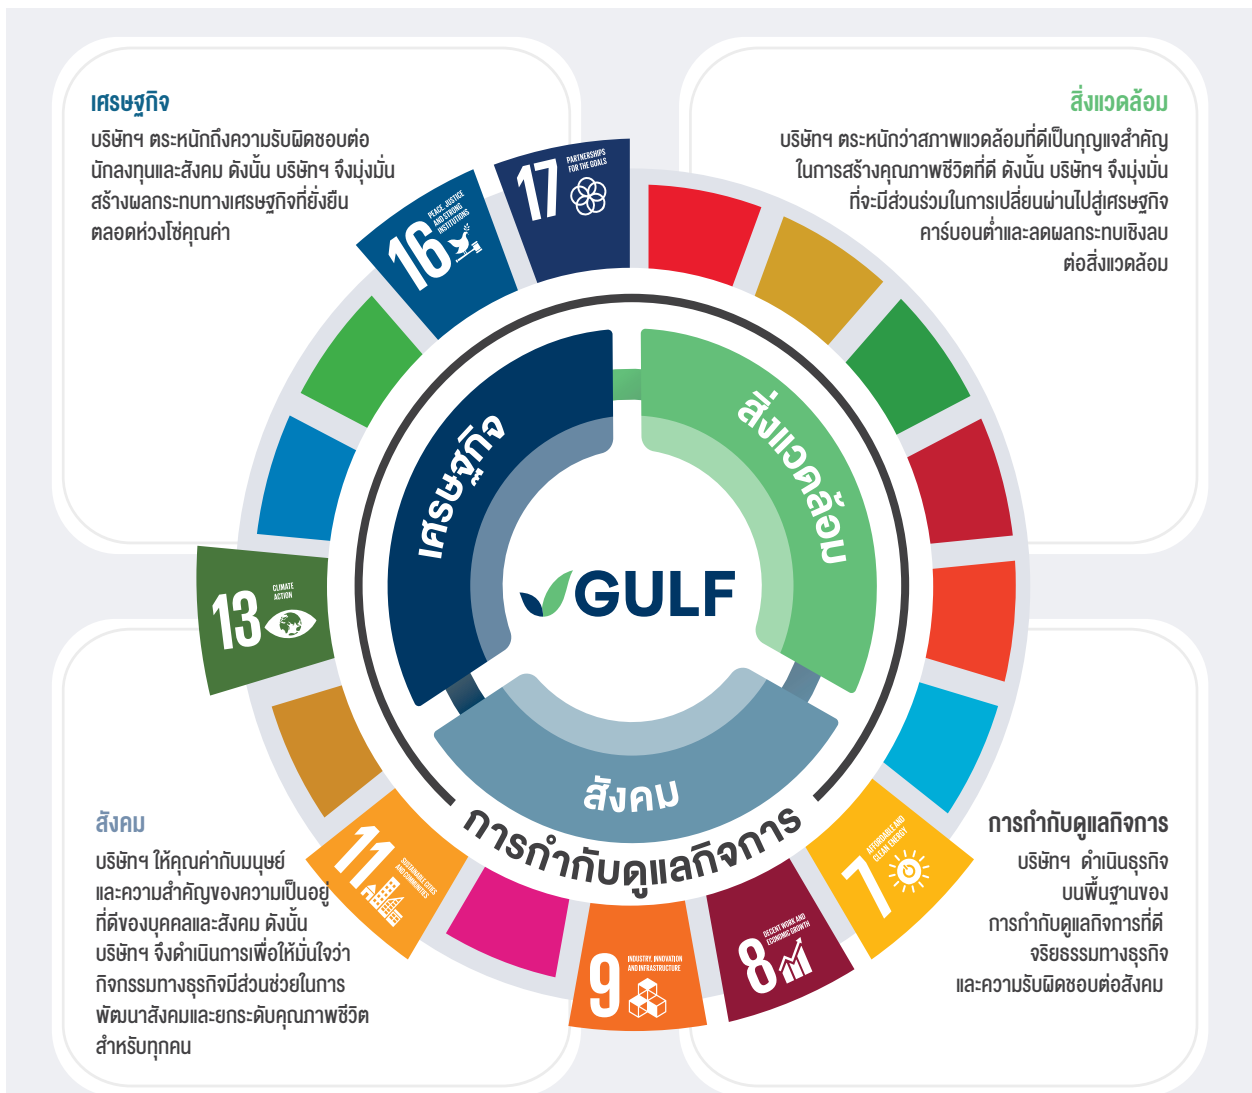 เศรษฐกิจ
บริษัทฯ ตระหนักถึงความรับผิดชอบต่อ
นักลงทุนและสังคม ดังนั้น บริษัทฯ จึงมุ่งมั่น
สร้างผลกระทบทางเศรษฐกิจที่ยั่งยืน
ตลอดห่วงโซ่คุณค่า
สิ่งแวดล้อม
บริษัทฯ ตระหนักว่าสภาพแวดล้อมที่ดีเป็นกุญแจสำคัญ
ในการสร้างคุณภาพชีวิตที่ดี ดังนั้น บริษัทฯ จึงมุ่งมั่น
ที่จะมีส่วนร่วมในการเปลี่ยนผ่านไปสู่เศรษฐกิจ
คาร์บอนต่ำและลดผลกระทบเชิงลบ
ต่อสิ่งแวดล้อม
17
PARTNERSHIPS
FOR THE GOALS
16
PEACE, JUSTICE
AND STRONG
INSTITUTIONS
เศรษฐกิจ
สิ่งแวดล้อม
GULF
13
CLIMATE
ACTION
สังคม
การกำกับดูแลกิจการ
11
SUSTAINABLE CITIES
AND COMMUNITIES
9
INDUSTRY, INNOVATION
AND INFRASTRUCTURE
8
DECENT WORK AND
ECONOMIC GROWTH
7
AFFORDABLE AND
CLEAN ENERGY
สังคม
บริษัทฯ ให้คุณค่ากับมนุษย์
และความสำคัญของความเป็นอยู่
ที่ดีของบุคคลและสังคม ดังนั้น
บริษัทฯ จึงดำเนินการเพื่อให้มั่นใจว่า
กิจกรรมทางธุรกิจมีส่วนช่วยในการ
พัฒนาสังคมและยกระดับคุณภาพชีวิต
สำหรับทุกคน
การกำกับดูแลกิจการ
บริษัทฯ ดำเนินธุรกิจ
บนพื้นฐานของ
การกำกับดูแลกิจการที่ดี
จริยธรรมทางธุรกิจ
และความรับผิดชอบต่อสังคม